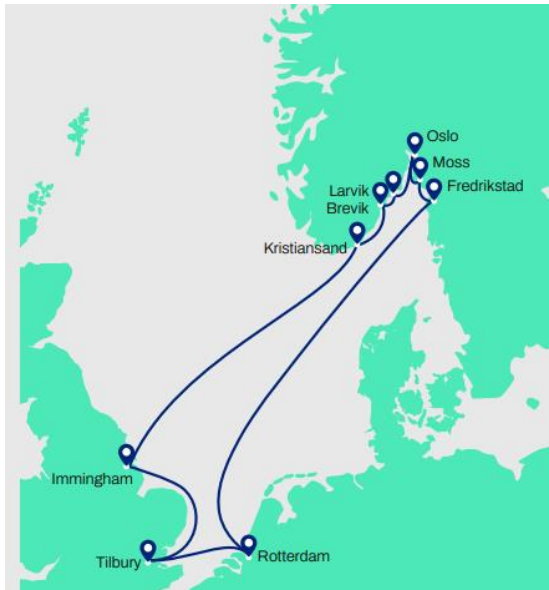 Oslo
Moss
Larvik
Fredrikstad
Brevik
Kristiansand
Immingham
Tilbury
Rotterdam